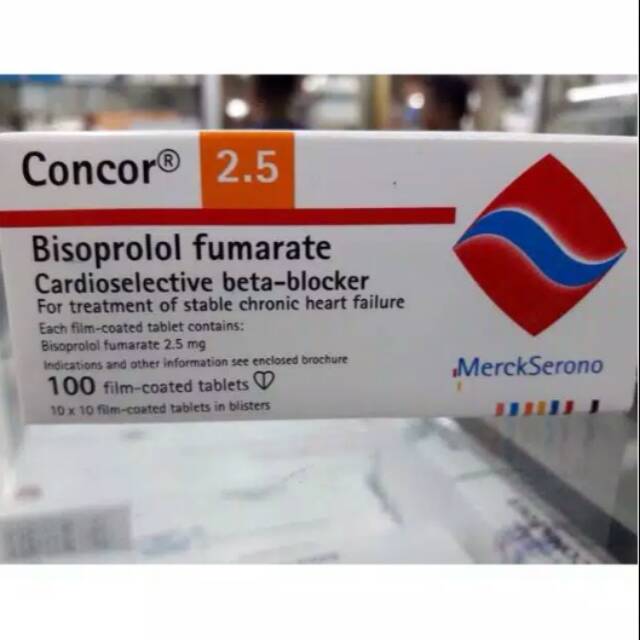 Concor® 2.5
Bisoprolol fumarate
Cardioselective beta-blocker
For treatment of stable chronic heart failure
Each film-coated tablet contains:
Bisoprolol fumarate 2.5 mg
Indications and other information see enclosed brochure
100 film-coated tablets
10 x 10 film-coated tablets in blisters
MerckSerono